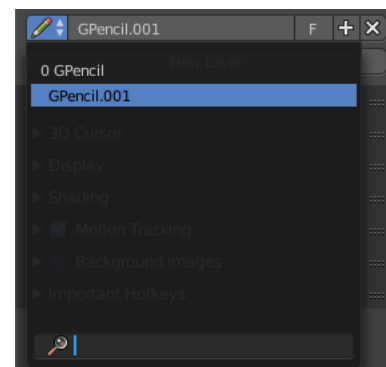 GPencil.001 F
New Layer
0 GPencil
GPencil.001
3D Cursor
Display
Shading
Motion Tracking
Background Images
Important Hotkeys